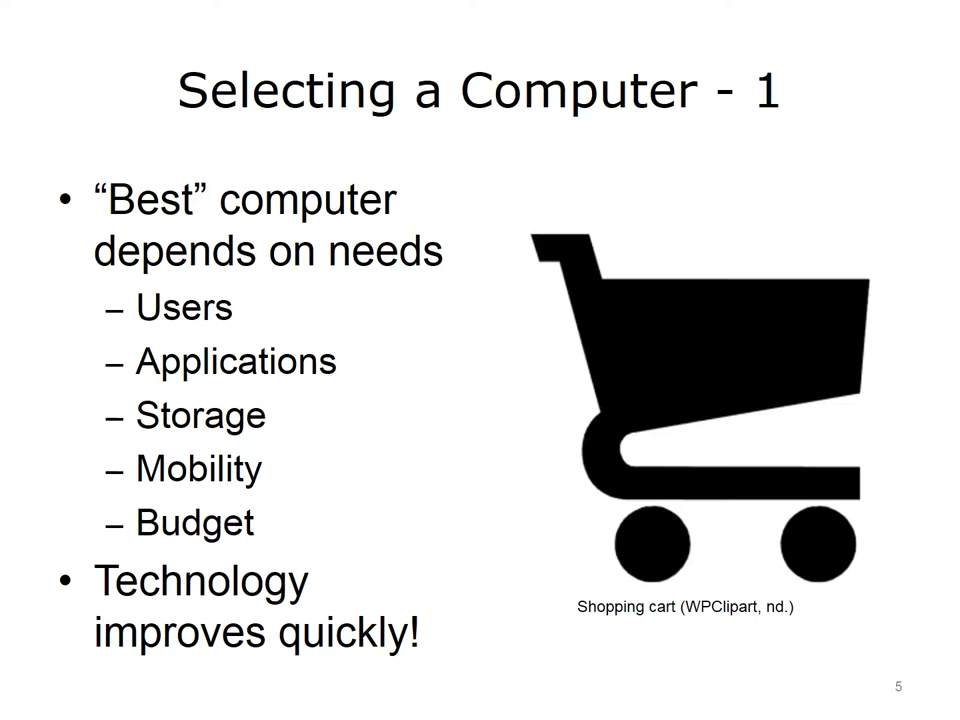 Selecting a Computer - 1
• “Best” computer
depends on needs
– Users
– Applications
– Storage
– Mobility
– Budget
• Technology
improves quickly!
Shopping cart (WPClipart, nd.)
5